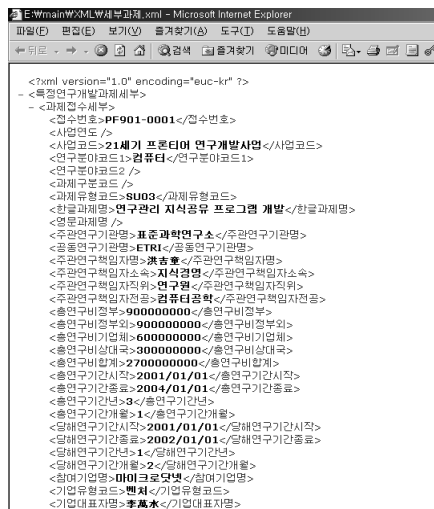 E:₩main₩XML₩세부과제.xml - Microsoft Internet Explorer
파일(F) 편집(E) 보기(V) 즐겨찾기(A) 도구(T) 도움말(H)
뒤로 검색 즐겨찾기 미디어
<?xml version="1.0" encoding="euc-kr" ?>
- <특정연구개발과제세부>
- <과제접수세부>
<접수번호>PF901-0001</접수번호>
<사업연도 />
<사업코드>21세기 프론티어 연구개발사업</사업코드>
<연구분야코드1>컴퓨터</연구분야코드1>
<연구분야코드2 />
<과제구분코드 />
<과제유형코드>SU03</과제유형코드>
<한글과제명>연구관리 지식공유 프로그램 개발</한글과제명>
<영문과제명 />
<주관연구기관명>표준과학연구소</주관연구기관명>
<공동연구기관명>ETRI</공동연구기관명>
<주관연구책임자명>洪吉童</주관연구책임자명>
<주관연구책임자소속>지식경영</주관연구책임자소속>
<주관연구책임자직위>연구원</주관연구책임자직위>
<주관연구책임자전공>컴퓨터공학</주관연구책임자전공>
<총연구비정부>900000000</총연구비정부>
<총연구비정부외>900000000</총연구비정부외>
<총연구비기업체>600000000</총연구비기업체>
<총연구비상대국>300000000</총연구비상대국>
<총연구비합계>2700000000</총연구비합계>
<총연구기간시작>2001/01/01</총연구기간시작>
<총연구기간종료>2004/01/01</총연구기간종료>
<총연구기간년>3</총연구기간년>
<총연구기간개월>1</총연구기간개월>
<당해연구기간시작>2001/01/01</당해연구기간시작>
<당해연구기간종료>2002/01/01</당해연구기간종료>
<당해연구기간년>1</당해연구기간년>
<당해연구기간개월>2</당해연구기간개월>
<참여기업명>마이크로닷넷</참여기업명>
<기업유형코드>벤처</기업유형코드>
<기업대표자명>李萬水</기업대표자명>